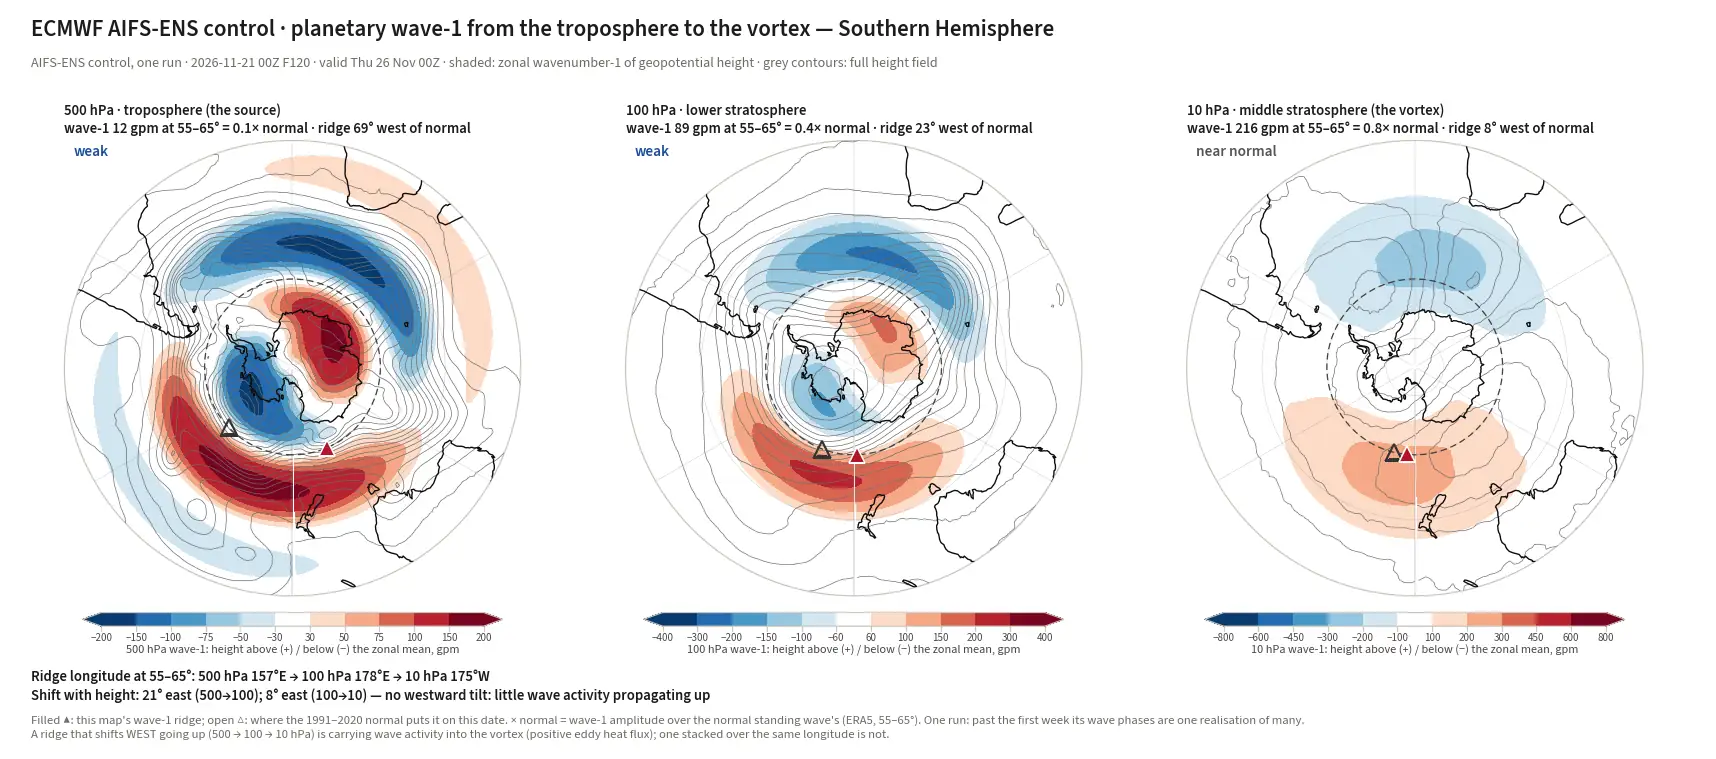 ECMWF AIFS-ENS control · planetary wave-1 from the troposphere to the vortex — Southern Hemisphere
AIFS-ENS control, one run · 2026-11-21 00Z F120 · valid Thu 26 Nov 00Z · shaded: zonal wavenumber-1 of geopotential height · grey contours: full height field
500 hPa · troposphere (the source)
wave-1 12 gpm at 55–65° = 0.1× normal · ridge 69° west of normal
weak
100 hPa · lower stratosphere
wave-1 89 gpm at 55–65° = 0.4× normal · ridge 23° west of normal
weak
10 hPa · middle stratosphere (the vortex)
wave-1 216 gpm at 55–65° = 0.8× normal · ridge 8° west of normal
near normal
−200 −150 −100 −75 −50 −30 30 50 75 100 150 200
500 hPa wave-1: height above (+) / below (−) the zonal mean, gpm
−400 −300 −200 −150 −100 −60 60 100 150 200 300 400
100 hPa wave-1: height above (+) / below (−) the zonal mean, gpm
−800 −600 −450 −300 −200 −100 100 200 300 450 600 800
10 hPa wave-1: height above (+) / below (−) the zonal mean, gpm
Ridge longitude at 55–65°: 500 hPa 157°E → 100 hPa 178°E → 10 hPa 175°W
Shift with height: 21° east (500→100); 8° east (100→10) — no westward tilt: little wave activity propagating up
Filled ▲: this map's wave-1 ridge; open △: where the 1991–2020 normal puts it on this date. × normal = wave-1 amplitude over the normal standing wave's (ERA5, 55–65°). One run: past the first week its wave phases are one realisation of many.
A ridge that shifts WEST going up (500 → 100 → 10 hPa) is carrying wave activity into the vortex (positive eddy heat flux); one stacked over the same longitude is not.